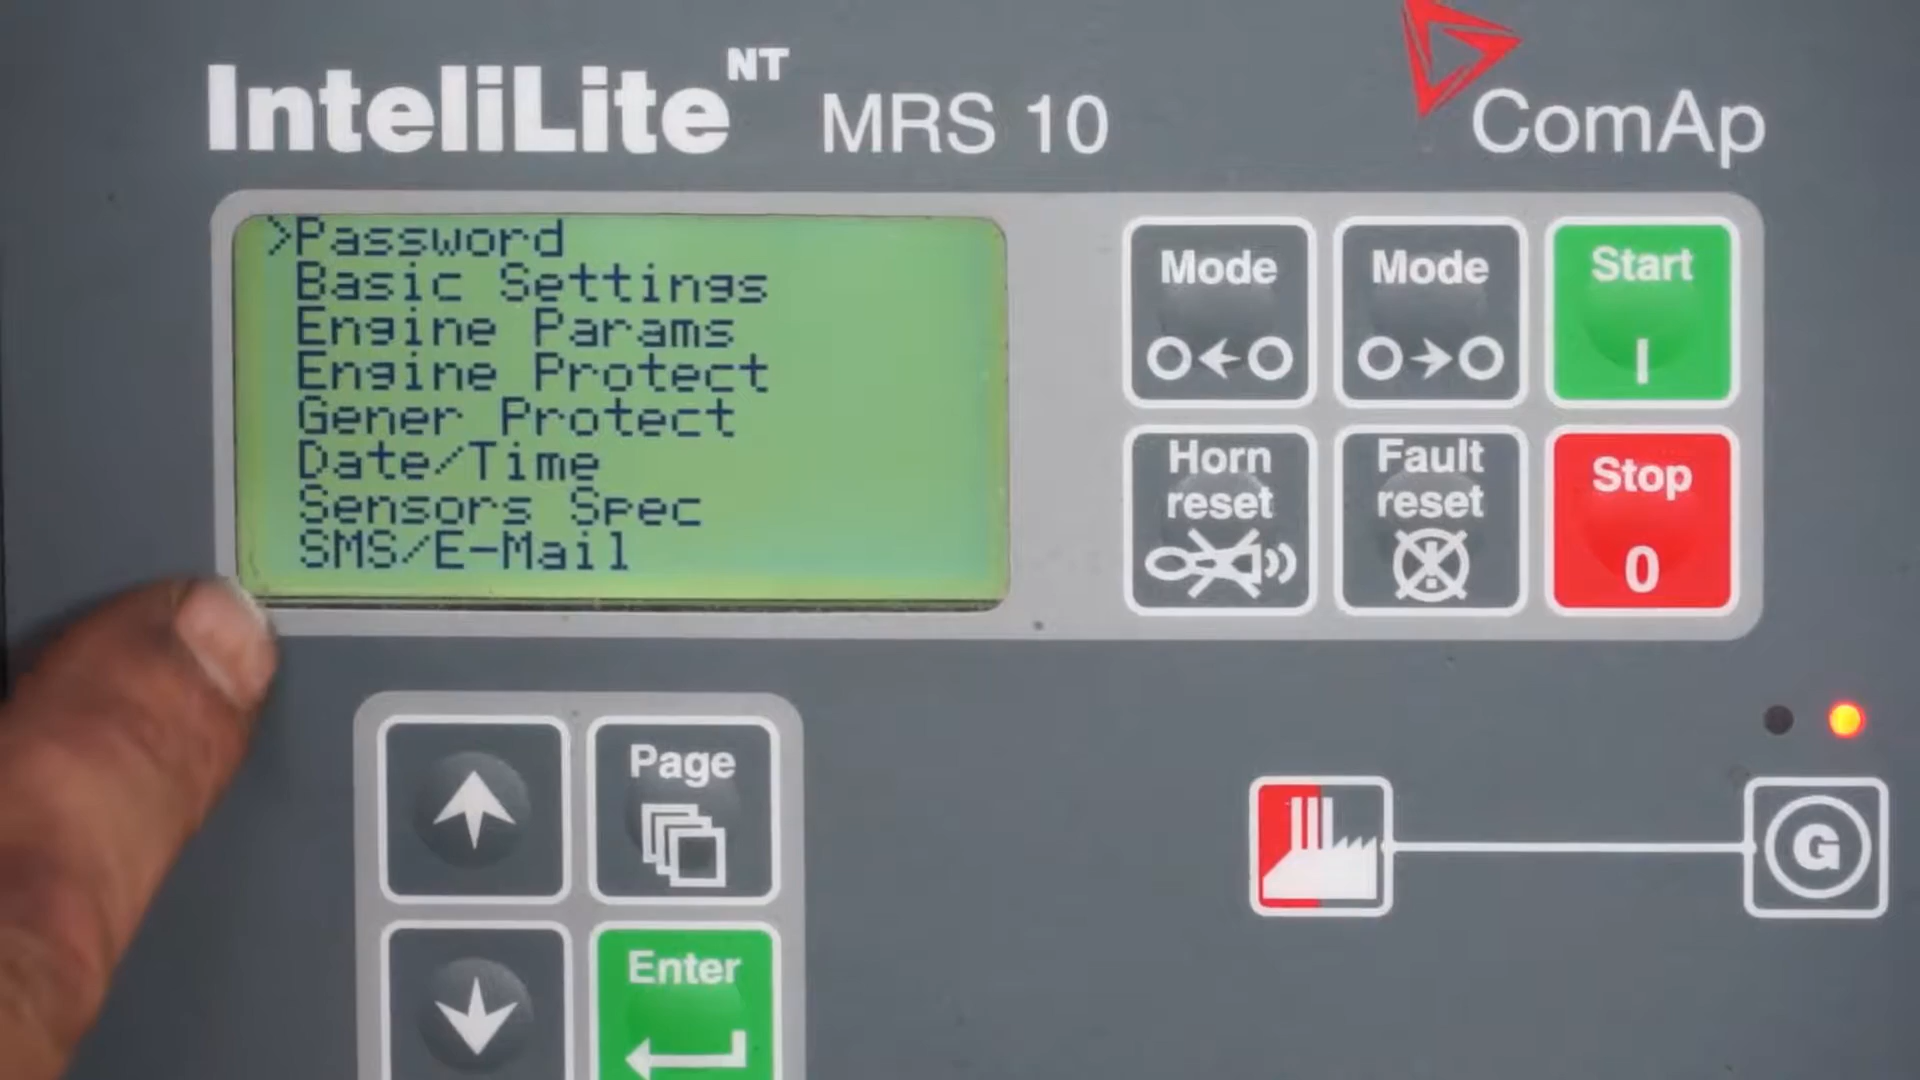 InteliLite NT MRS 10
ComAp
>Password
Basic Settings
Engine Params
Engine Protect
Gener Protect
Date/Time
Sensors Spec
SMS/E-Mail
Mode
Mode
Start
I
Horn
reset
Fault
reset
Stop
0
Page
Enter
G